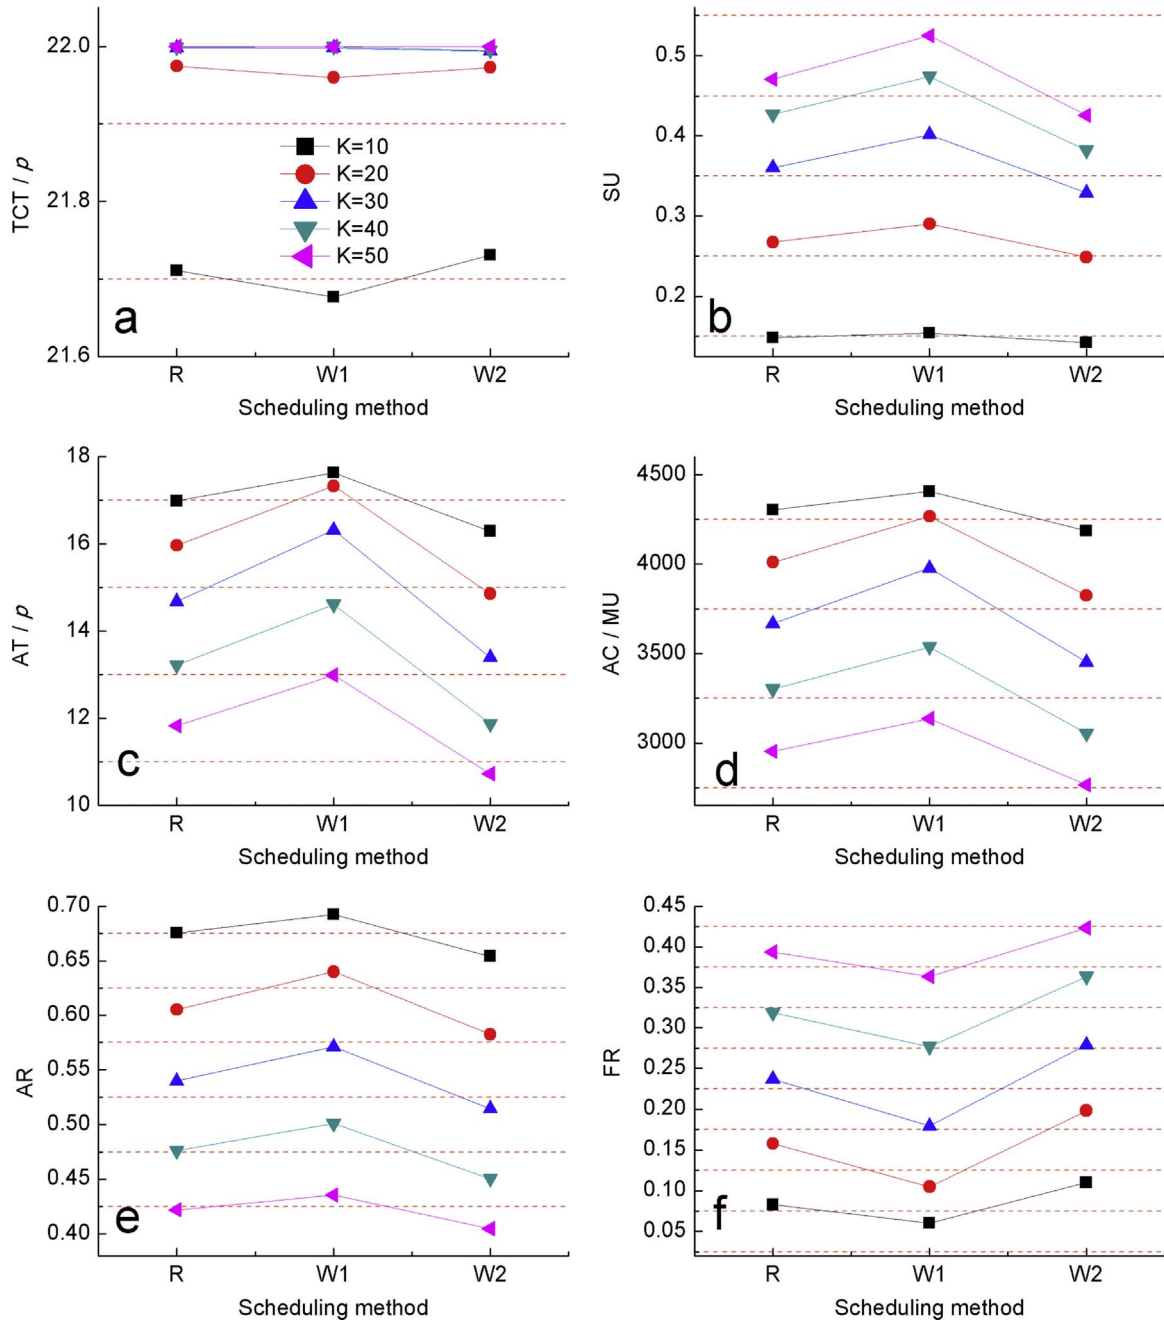 22.0
21.8
21.6
TCT / p
K=10
K=20
K=30
K=40
K=50
a
R W1 W2
Scheduling method
0.5
0.4
0.3
0.2
SU
b
R W1 W2
Scheduling method
18
16
14
12
10
AT / p
c
R W1 W2
Scheduling method
4500
4000
3500
3000
AC / MU
d
R W1 W2
Scheduling method
0.70
0.65
0.60
0.55
0.50
0.45
0.40
AR
e
R W1 W2
Scheduling method
0.45
0.40
0.35
0.30
0.25
0.20
0.15
0.10
0.05
FR
f
R W1 W2
Scheduling method